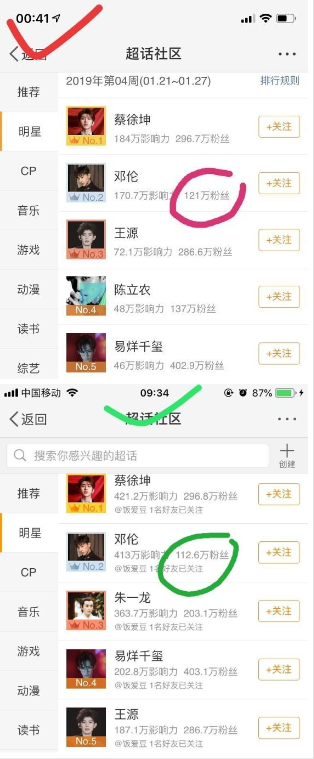 00:41
返回
超话社区
2019年第04周(01.21~01.27)
排行规则
推荐
明星
CP
音乐
游戏
动漫
读书
综艺
蔡徐坤
No.1
184万影响力 296.7万粉丝
+关注
邓伦
No.2
170.7万影响力 121万粉丝
+关注
王源
No.3
72.1万影响力 286.6万粉丝
+关注
陈立农
No.4
48万影响力 137万粉丝
+关注
易烊千玺
No.5
46万影响力 402.9万粉丝
+关注
中国移动
09:34
87%
返回
超话社区
搜索你感兴趣的超话
创建
推荐
明星
CP
音乐
游戏
动漫
读书
蔡徐坤
No.1
421.2万影响力 296.8万粉丝
@饭爱豆 1名好友已关注
+关注
邓伦
No.2
413万影响力 112.6万粉丝
@饭爱豆 1名好友已关注
+关注
朱一龙
No.3
363.7万影响力 203.1万粉丝
@饭爱豆 1名好友已关注
+关注
易烊千玺
No.4
202.8万影响力 403.1万粉丝
@饭爱豆 1名好友已关注
+关注
王源
No.5
187.1万影响力 286.7万粉丝
@饭爱豆 1名好友已关注
+关注